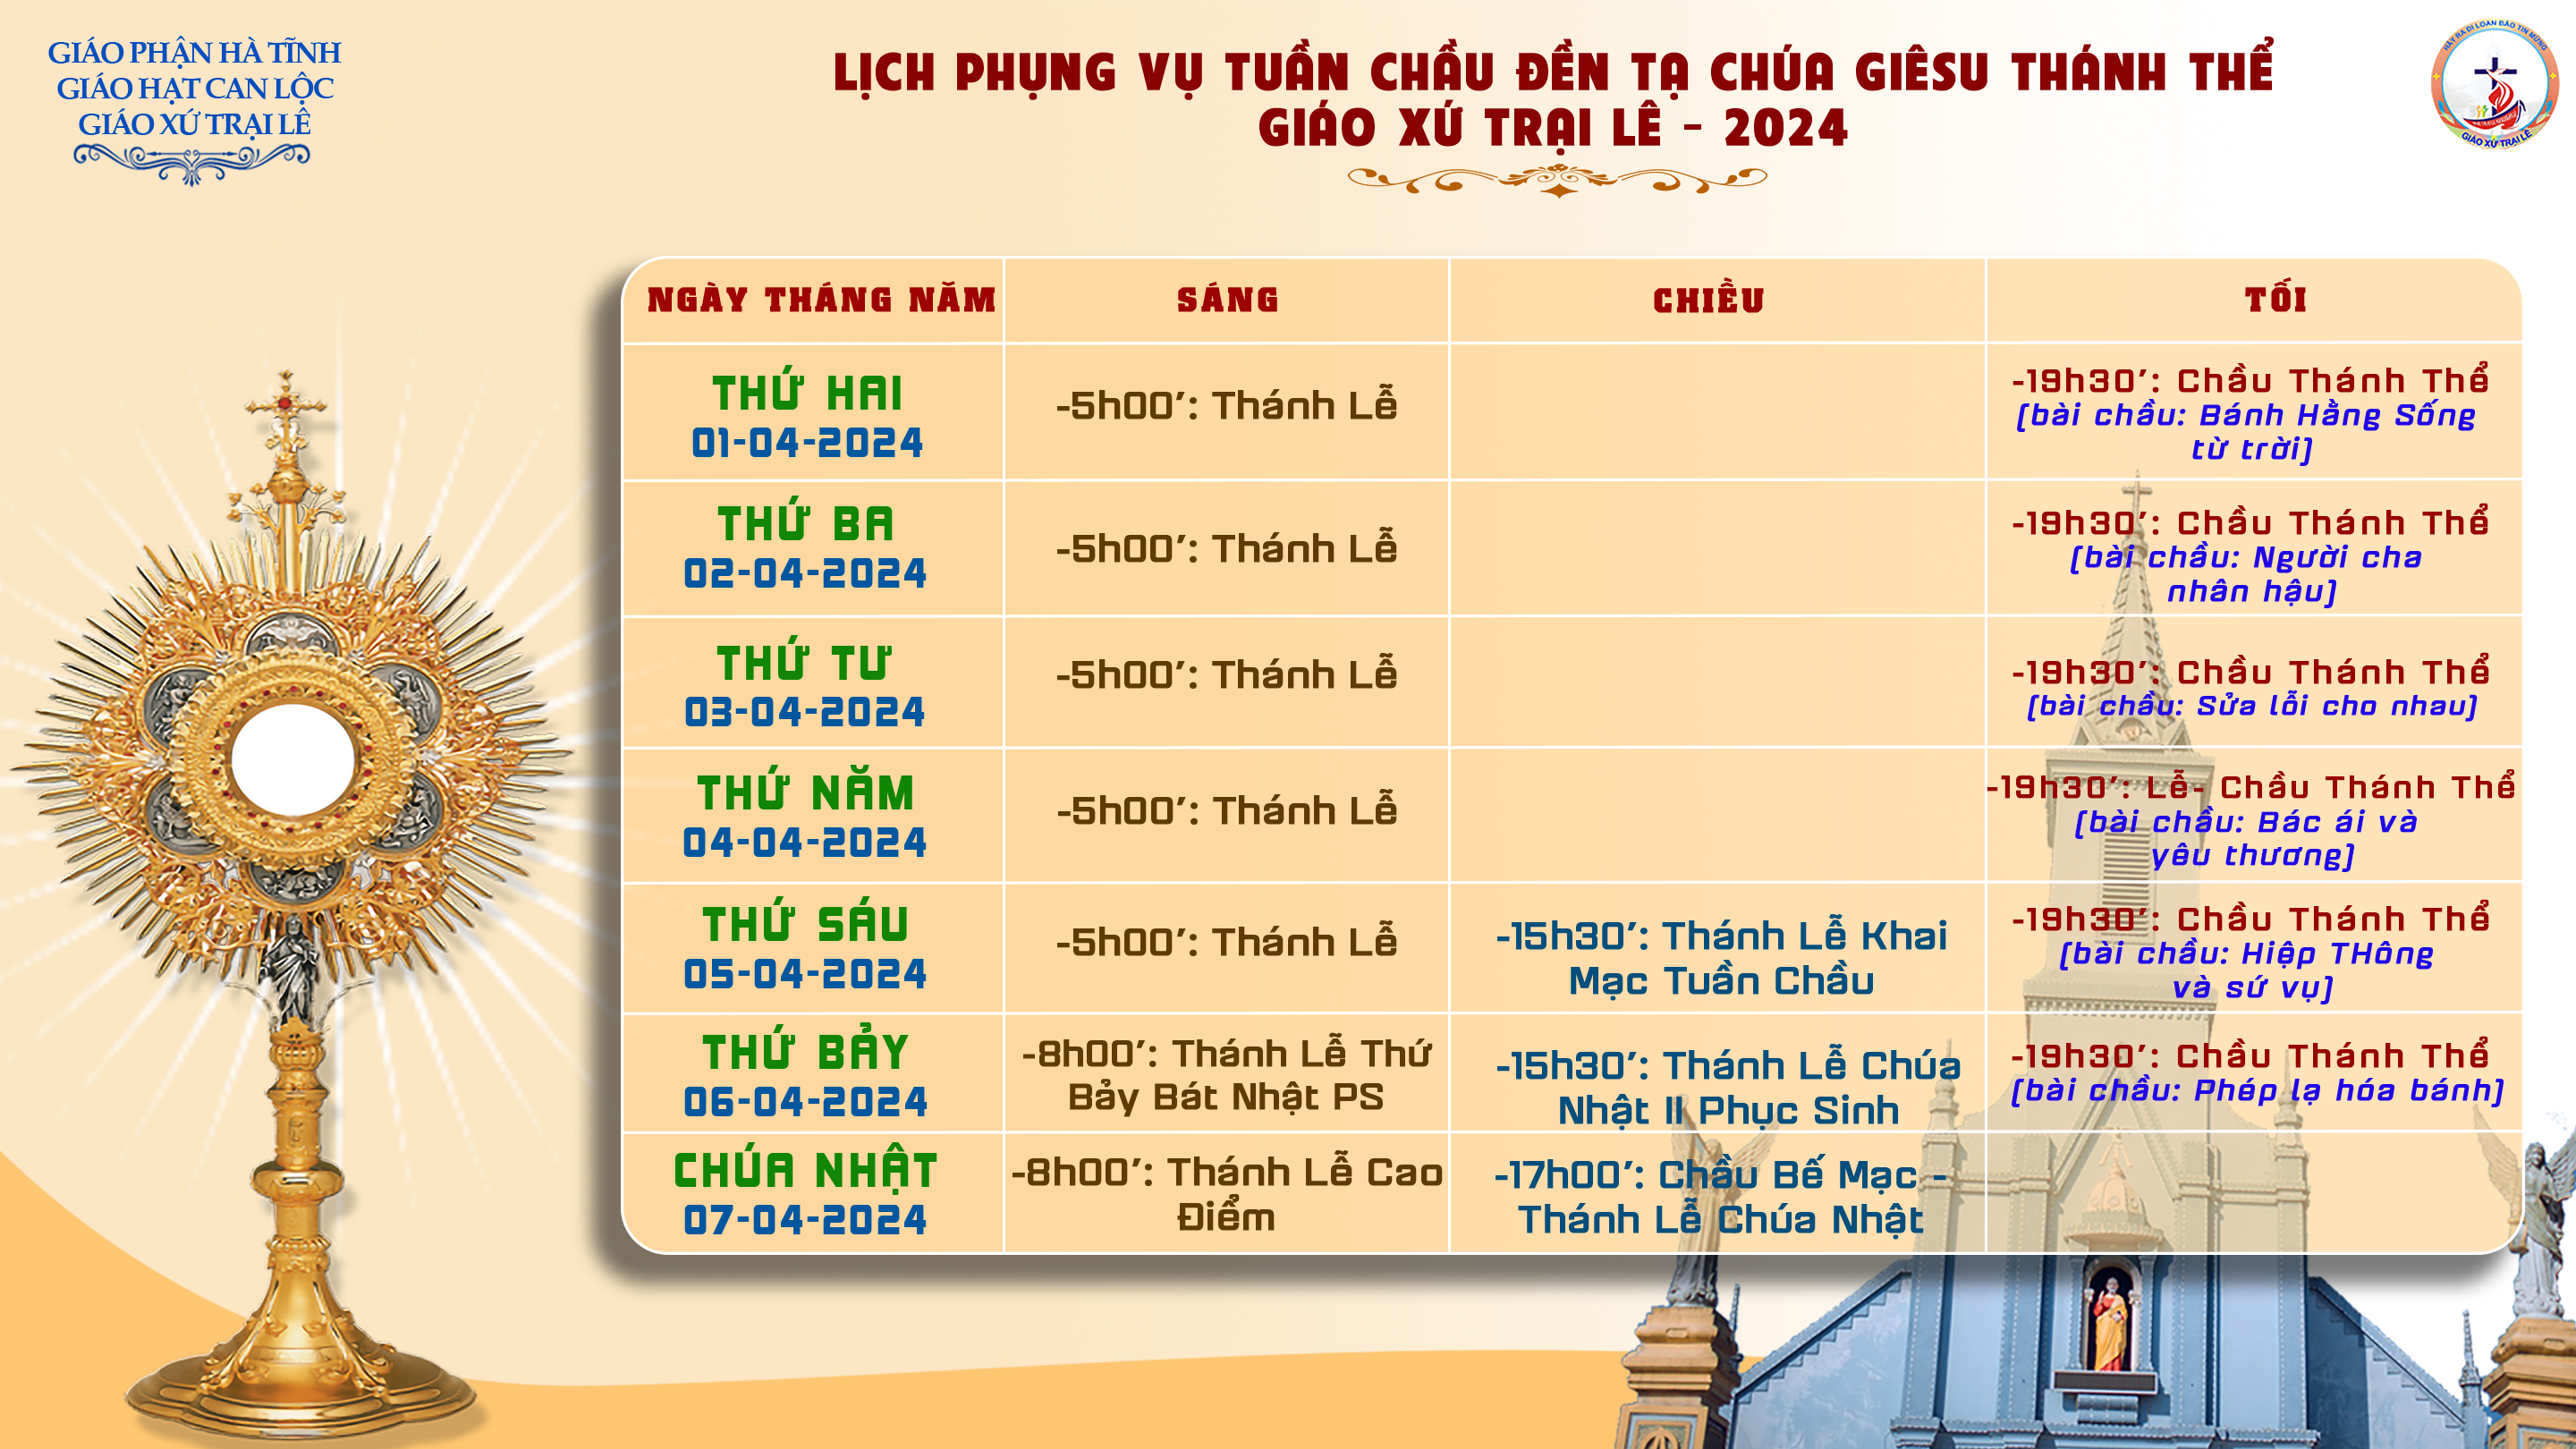 GIÁO PHẬN HÀ TĨNH
GIÁO HẠT CAN LỘC
GIÁO XỨ TRẠI LÊ
LỊCH PHỤNG VỤ TUẦN CHẦU ĐỀN TẠ CHÚA GIÊSU THÁNH THỂ
GIÁO XỨ TRẠI LÊ - 2024
HÃY RA ĐI LOAN BÁO TIN MỪNG
GIÁO XỨ TRẠI LÊ
NGÀY THÁNG NĂM
SÁNG
CHIỀU
TỐI
THỨ HAI
01-04-2024
-5h00’: Thánh Lễ
-19h30’: Chầu Thánh Thể
(bài chầu: Bánh Hằng Sống
từ trời)
THỨ BA
02-04-2024
-5h00’: Thánh Lễ
-19h30’: Chầu Thánh Thể
(bài chầu: Người cha
nhân hậu)
THỨ TƯ
03-04-2024
-5h00’: Thánh Lễ
-19h30’: Chầu Thánh Thể
(bài chầu: Sửa lỗi cho nhau)
THỨ NĂM
04-04-2024
-5h00’: Thánh Lễ
-19h30’: Lễ- Chầu Thánh Thể
(bài chầu: Bác ái và
yêu thương)
THỨ SÁU
05-04-2024
-5h00’: Thánh Lễ
-15h30’: Thánh Lễ Khai
Mạc Tuần Chầu
-19h30’: Chầu Thánh Thể
(bài chầu: Hiệp THông
và sứ vụ)
THỨ BẢY
06-04-2024
-8h00’: Thánh Lễ Thứ
Bảy Bát Nhật PS
-15h30’: Thánh Lễ Chúa
Nhật II Phục Sinh
-19h30’: Chầu Thánh Thể
(bài chầu: Phép lạ hóa bánh)
CHÚA NHẬT
07-04-2024
-8h00’: Thánh Lễ Cao
Điểm
-17h00’: Chầu Bế Mạc -
Thánh Lễ Chúa Nhật